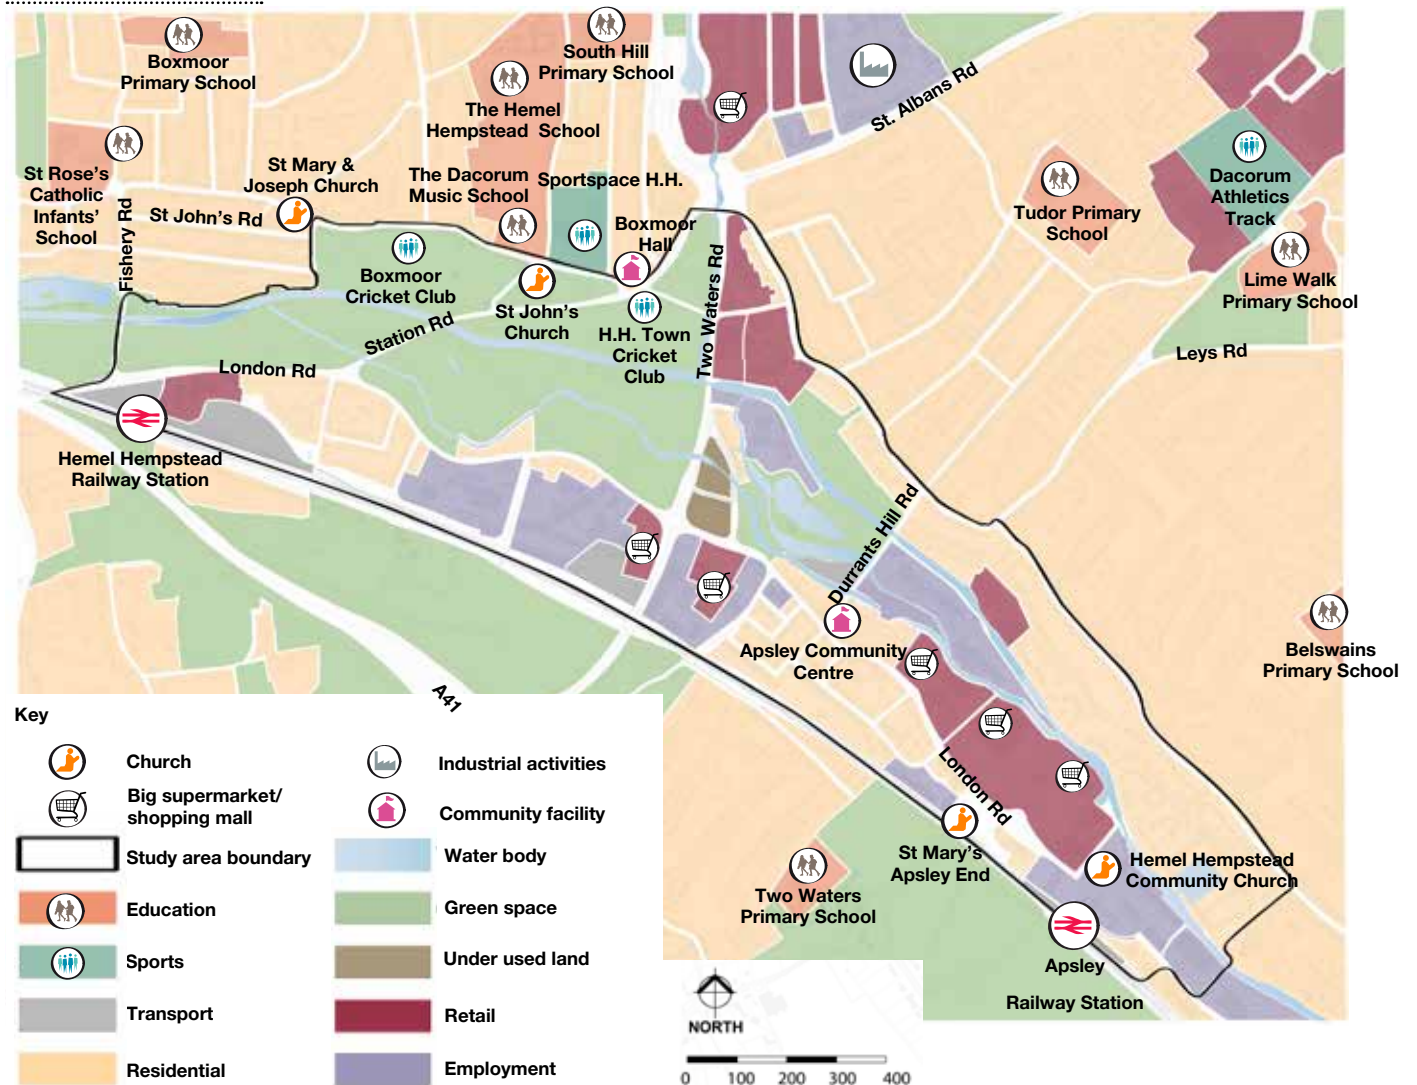 Boxmoor
Primary School
South Hill
Primary School
The Hemel
Hempstead School
St. Albans Rd
St Rose's
Catholic
Infants'
School
Fishery Rd
St John's Rd
St Mary &
Joseph Church
The Dacorum
Music School
Sportspace H.H.
Boxmoor
Hall
Boxmoor
Cricket Club
St John's
Church
H.H. Town
Cricket
Club
Station Rd
London Rd
Two Waters Rd
Tudor Primary
School
Dacorum
Athletics
Track
Lime Walk
Primary School
Leys Rd
Hemel Hempstead
Railway Station
Durrants Hill Rd
Apsley Community
Centre
Belswains
Primary School
A41
London Rd
St Mary's
Apsley End
Hemel Hempstead
Community Church
Two Waters
Primary School
Apsley
Railway Station
Key
Church
Big supermarket/
shopping mall
Study area boundary
Education
Sports
Transport
Residential
Industrial activities
Community facility
Water body
Green space
Under used land
Retail
Employment
NORTH
0 100 200 300 400